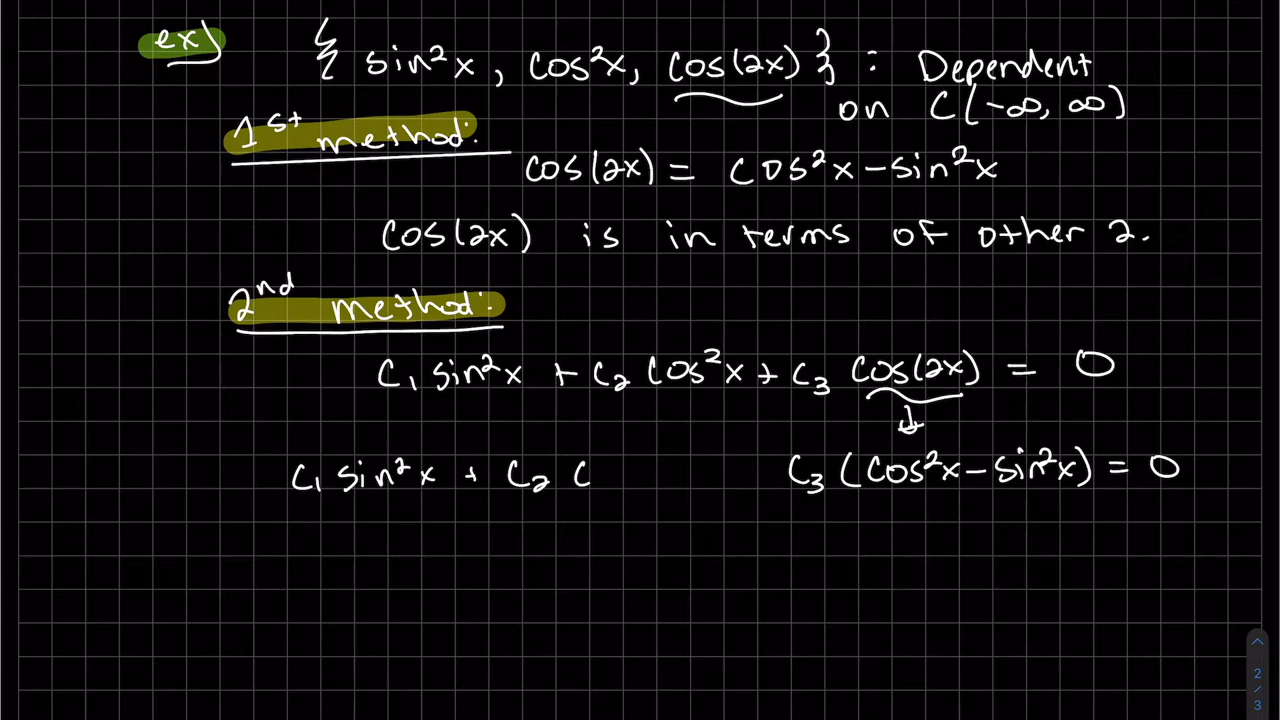 ex) { sin²x, cos²x, cos(2x) } : Dependent
on C(-∞, ∞)
1st method:
cos(2x) = cos²x - sin²x
cos(2x) is in terms of other 2.
2nd method:
C₁ sin²x + C₂ cos²x + C₃ cos(2x) = 0
↓
C₁ sin²x + C₂ C C₃ (cos²x - sin²x) = 0
2
/
3